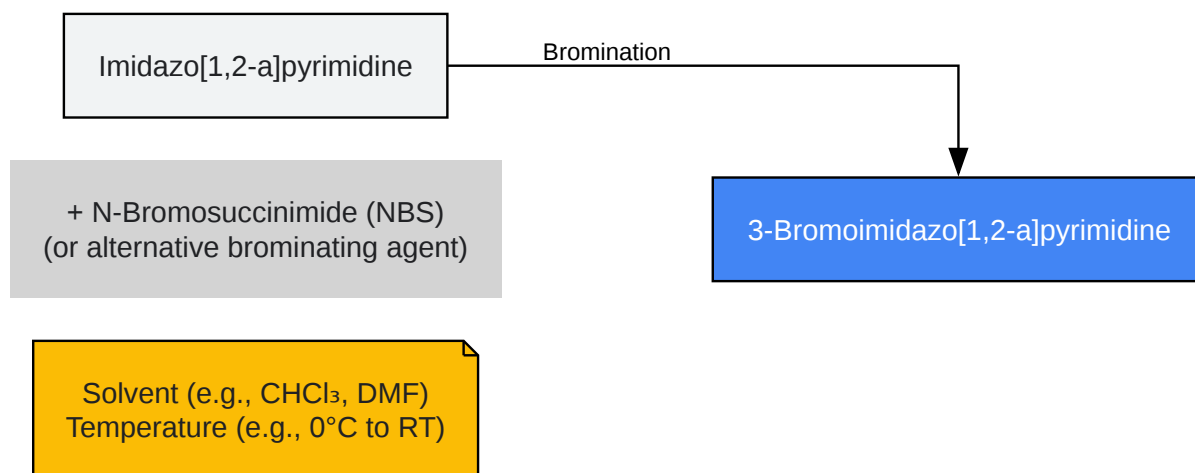 Imidazo[1,2-a]pyrimidine
Bromination
+ N-Bromosuccinimide (NBS)
(or alternative brominating agent)
3-Bromoimidazo[1,2-a]pyrimidine
Solvent (e.g., CHCl₃, DMF)
Temperature (e.g., 0°C to RT)